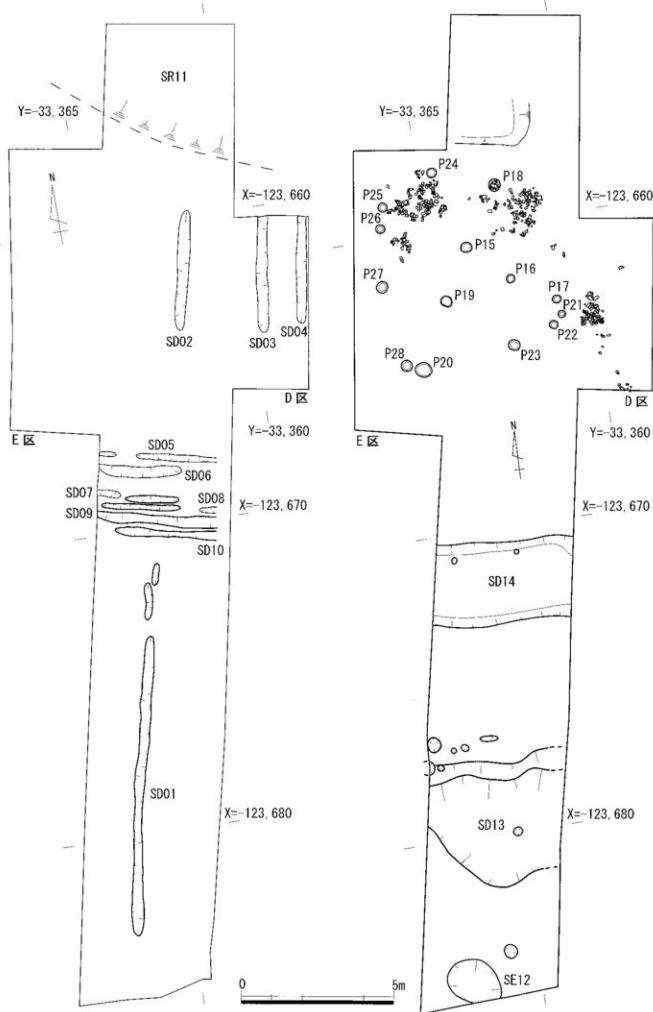 SR11
Y=-33,365
N
X=-123,660
SD02
SD03
SD04
D区
E区
Y=-33,360
SD05
SD06
SD07
SD08
SD09
X=-123,670
SD10
SD01
X=-123,680
0
5m
Y=-33,365
P24
P18
P25
X=-123,660
P26
P15
P27
P16
P17
P19
P21
P22
P23
P28
P20
D区
E区
Y=-33,360
N
X=-123,670
SD14
X=-123,680
SD13
SE12